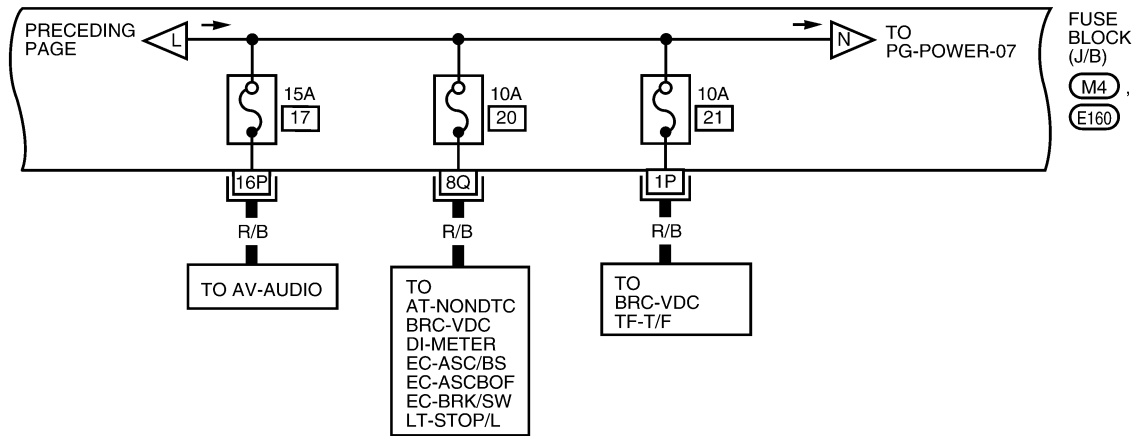 PRECEDING
PAGE
L
N
TO
PG-POWER-07
FUSE
BLOCK
(J/B)
M4 ,
E160
15A
17
10A
20
10A
21
16P
8Q
1P
R/B
R/B
R/B
TO AV-AUDIO
TO
AT-NONDTC
BRC-VDC
DI-METER
EC-ASC/BS
EC-ASCBOF
EC-BRK/SW
LT-STOP/L
TO
BRC-VDC
TF-T/F